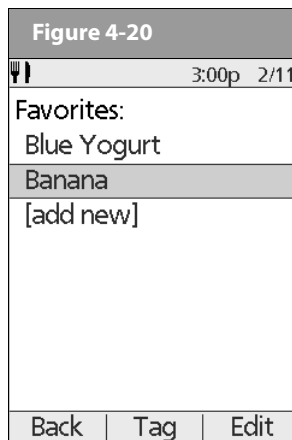 Figure 4-20
3:00p 2/11
Favorites:
Blue Yogurt
Banana
[add new]
Back | Tag | Edit